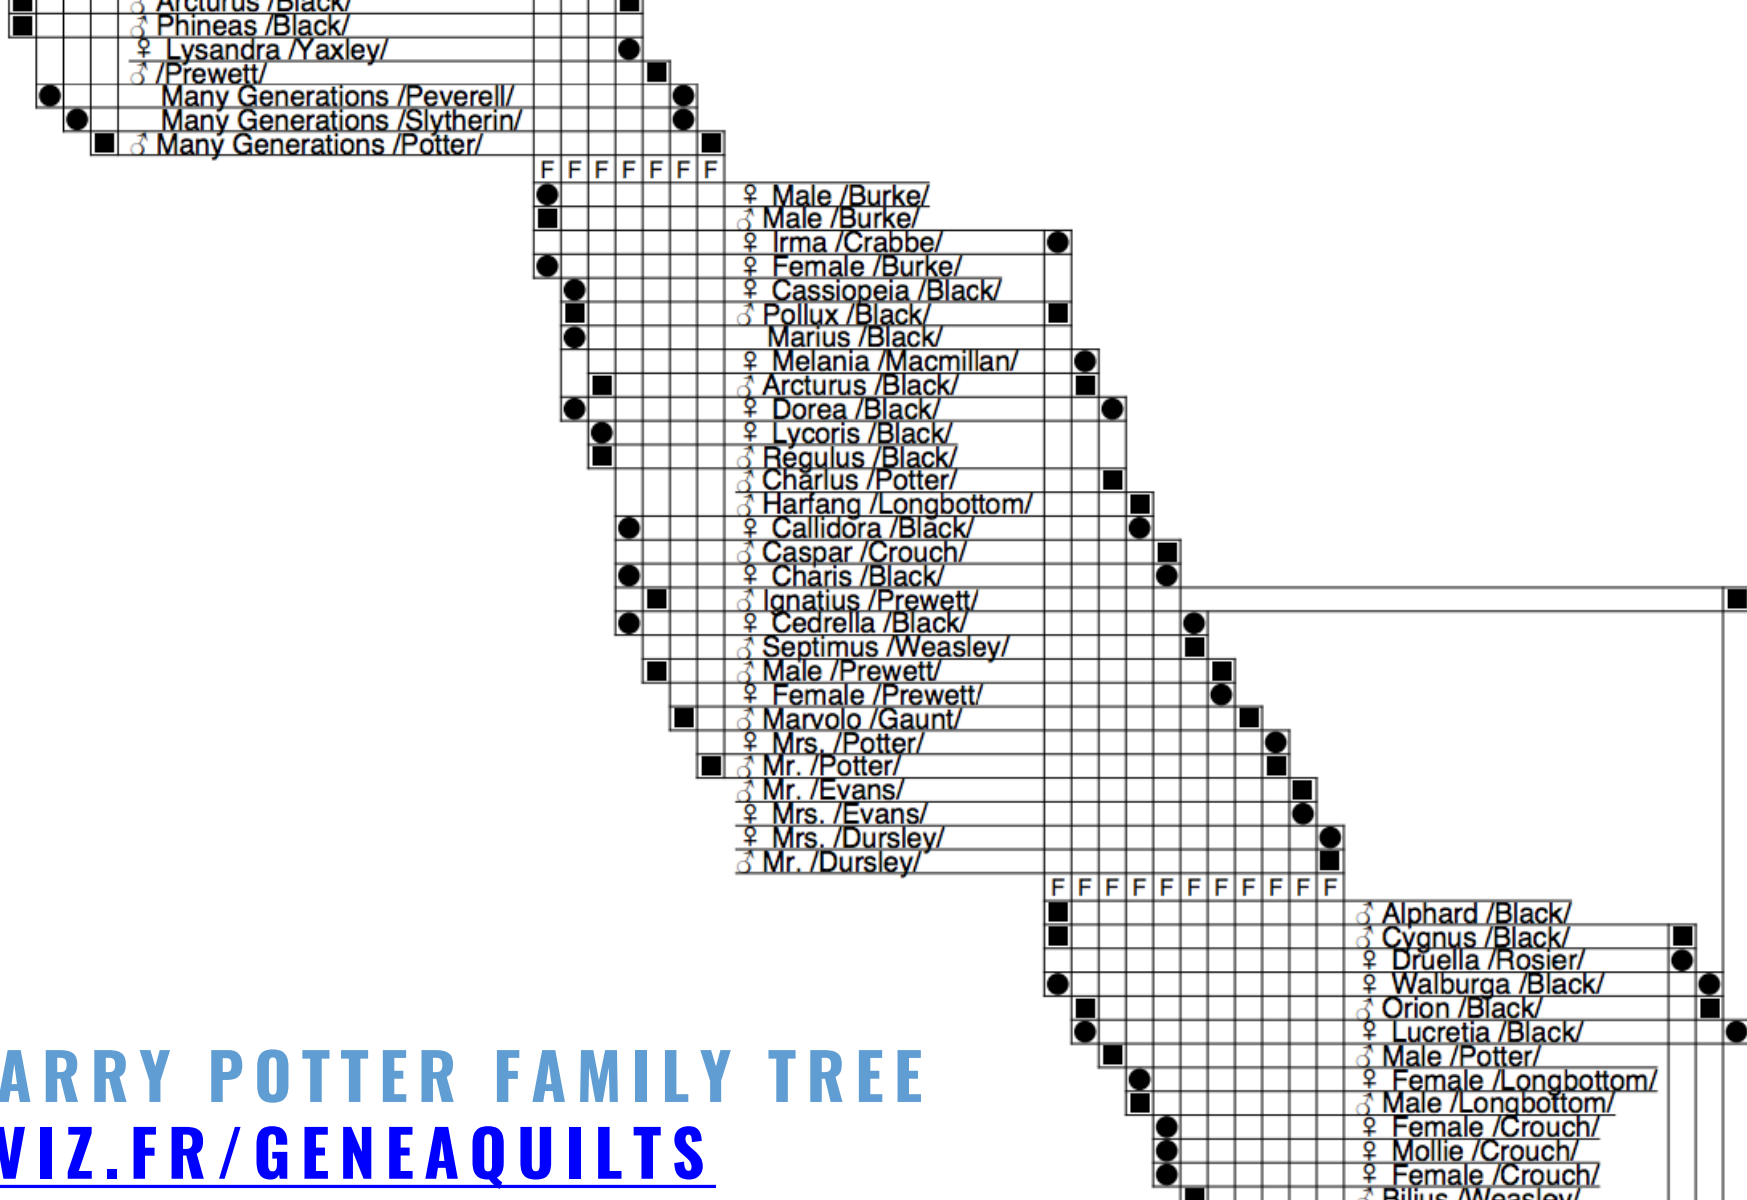 Arcturus /Black/
♂ Phineas /Black/
♀ Lysandra /Yaxley/
♂ /Prewett/
Many Generations /Peverell/
Many Generations /Slytherin/
♂ Many Generations /Potter/
F F F F F F F
♀ Male /Burke/
♂ Male /Burke/
♀ Irma /Crabbe/
♀ Female /Burke/
♀ Cassiopeia /Black/
♂ Pollux /Black/
Marius /Black/
♀ Melania /Macmillan/
♂ Arcturus /Black/
♀ Dorea /Black/
♀ Lycoris /Black/
♂ Regulus /Black/
♂ Charlus /Potter/
♂ Harfang /Longbottom/
♀ Callidora /Black/
♂ Caspar /Crouch/
♀ Charis /Black/
♂ Ignatius /Prewett/
♀ Cedrella /Black/
♂ Septimus /Weasley/
♂ Male /Prewett/
♀ Female /Prewett/
♂ Marvolo /Gaunt/
♀ Mrs. /Potter/
♂ Mr. /Potter/
♂ Mr. /Evans/
♀ Mrs. /Evans/
♀ Mrs. /Dursley/
♂ Mr. /Dursley/
F F F F F F F F F F F
♂ Alphard /Black/
♂ Cygnus /Black/
♀ Druella /Rosier/
♀ Walburga /Black/
♂ Orion /Black/
♀ Lucretia /Black/
♂ Male /Potter/
♀ Female /Longbottom/
♂ Male /Longbottom/
♀ Female /Crouch/
♀ Mollie /Crouch/
♀ Female /Crouch/
♂ Bilius /Weasley/
ARRY POTTER FAMILY TREE
VIZ.FR/GENEAQUILTS